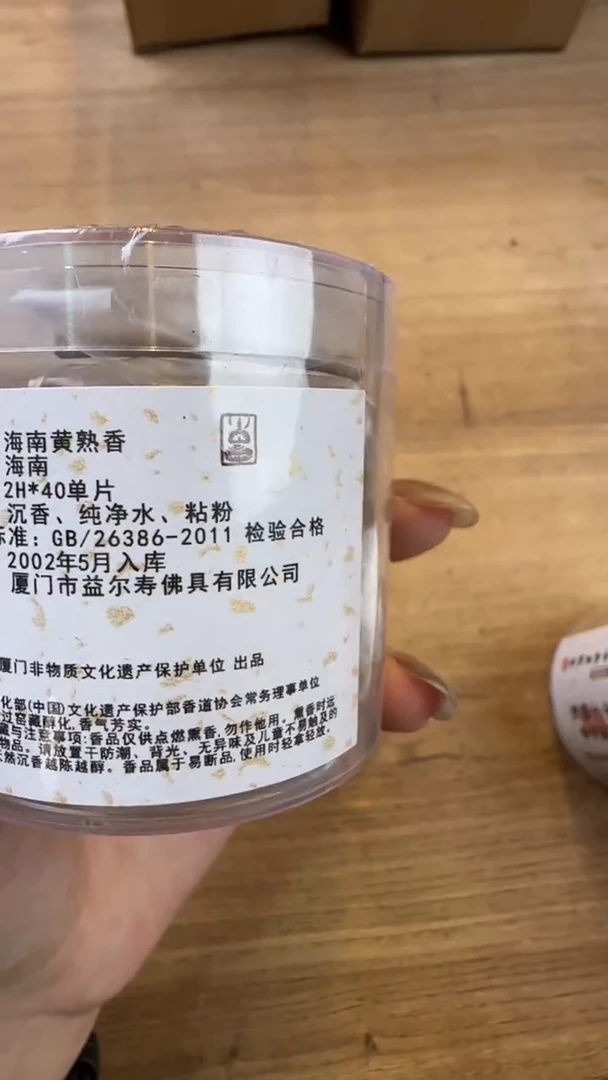 海南黄熟香
海南
2H*40单片
沉香、纯净水、粘粉
标准：GB/26386-2011 检验合格
2002年5月入库
厦门市益尔寿佛具有限公司
厦门非物质文化遗产保护单位 出品
化部(中国)文化遗产保护部香道协会常务理事单位
过窑藏醇化,香气芳实。
藏与注意事项:香品仅供点燃熏香,勿作他用。熏香时远
物品。请放置干防潮、背光、无异味及儿童不易触及的
然沉香越陈越醇。香品属于易断品,使用时轻拿轻放。